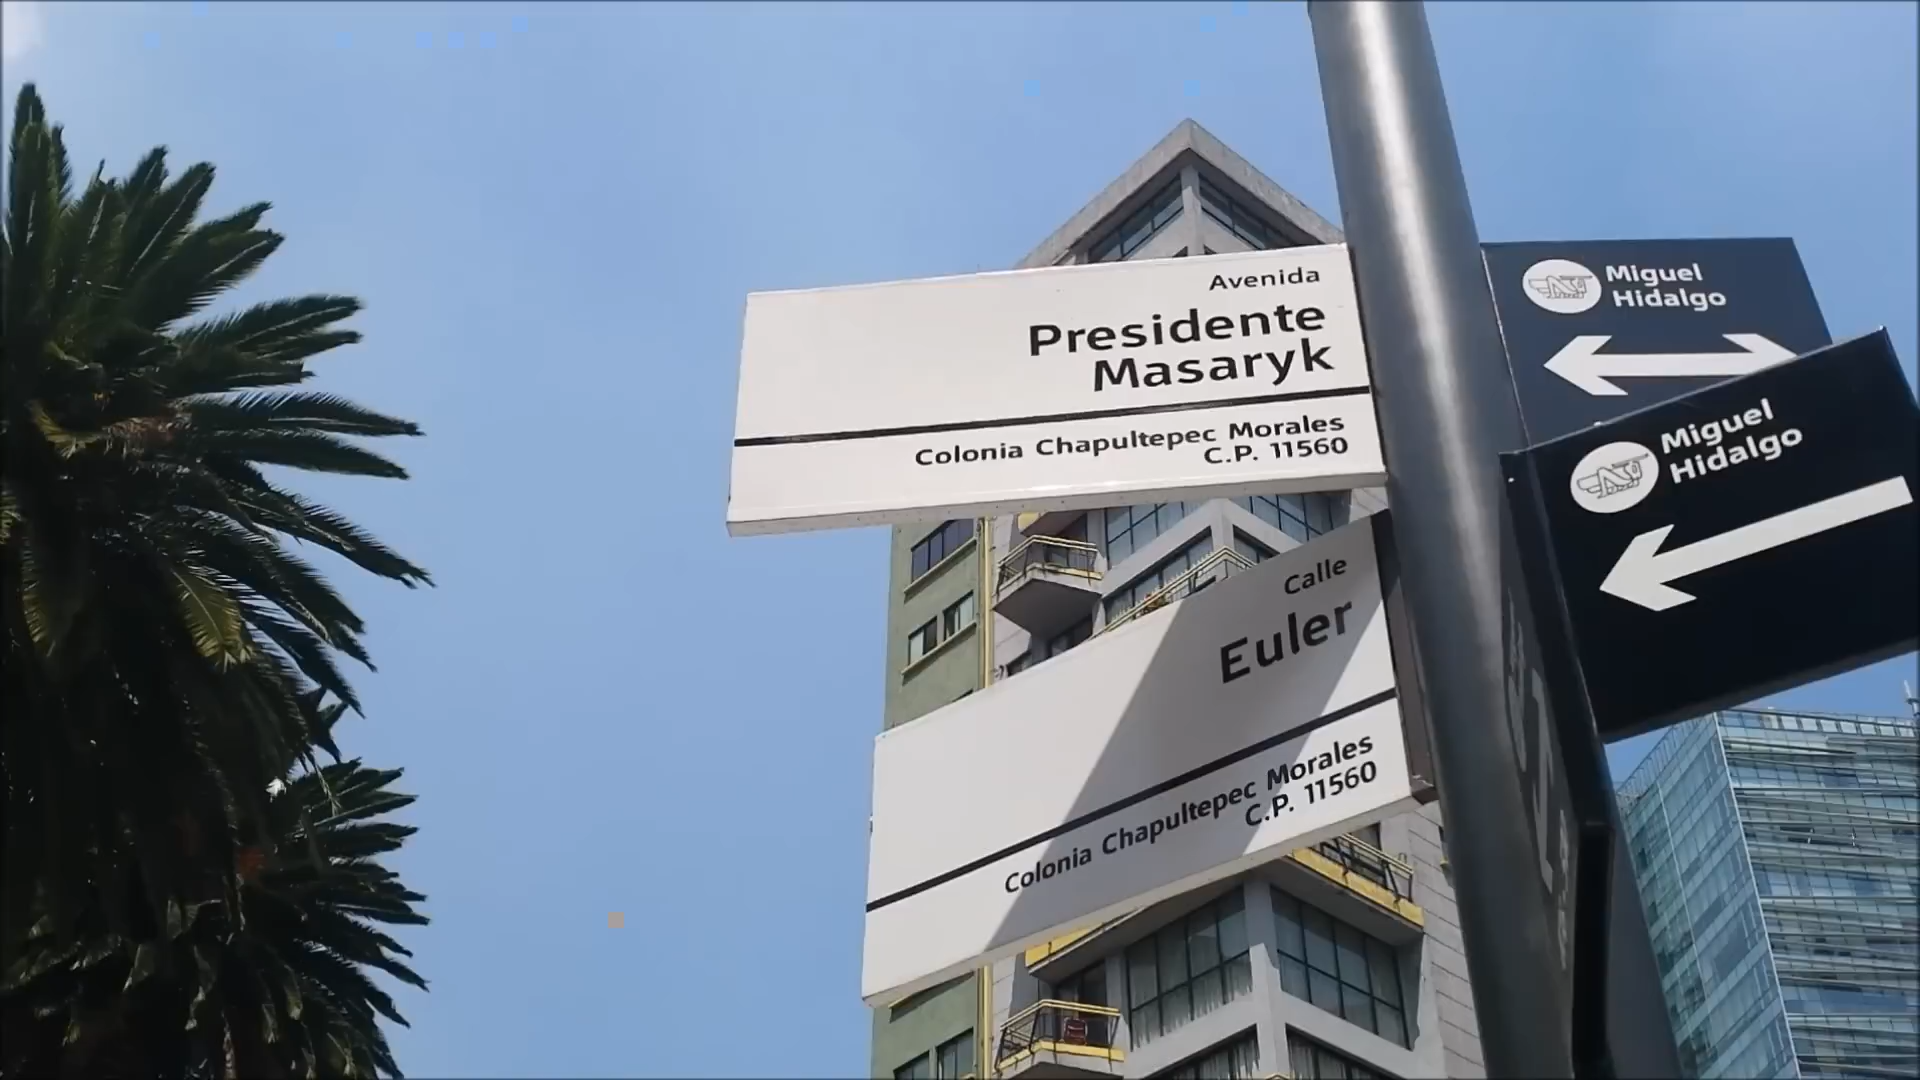 Avenida
Presidente
Masaryk
Colonia Chapultepec Morales
C.P. 11560
Miguel
Hidalgo
Miguel
Hidalgo
Calle
Euler
Colonia Chapultepec Morales
C.P. 11560